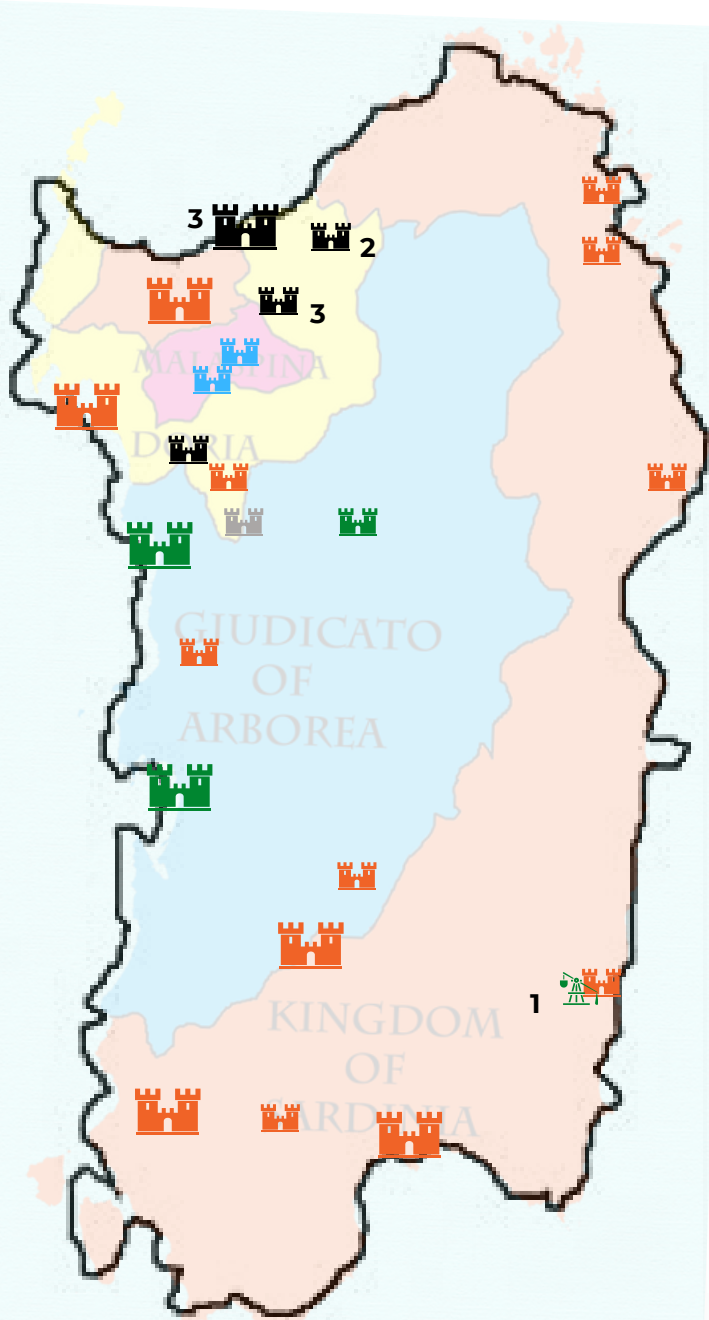 3
2
3
MALASPINA
DORIA
GIUDICATO
OF
ARBOREA
1
KINGDOM
OF
SARDINIA